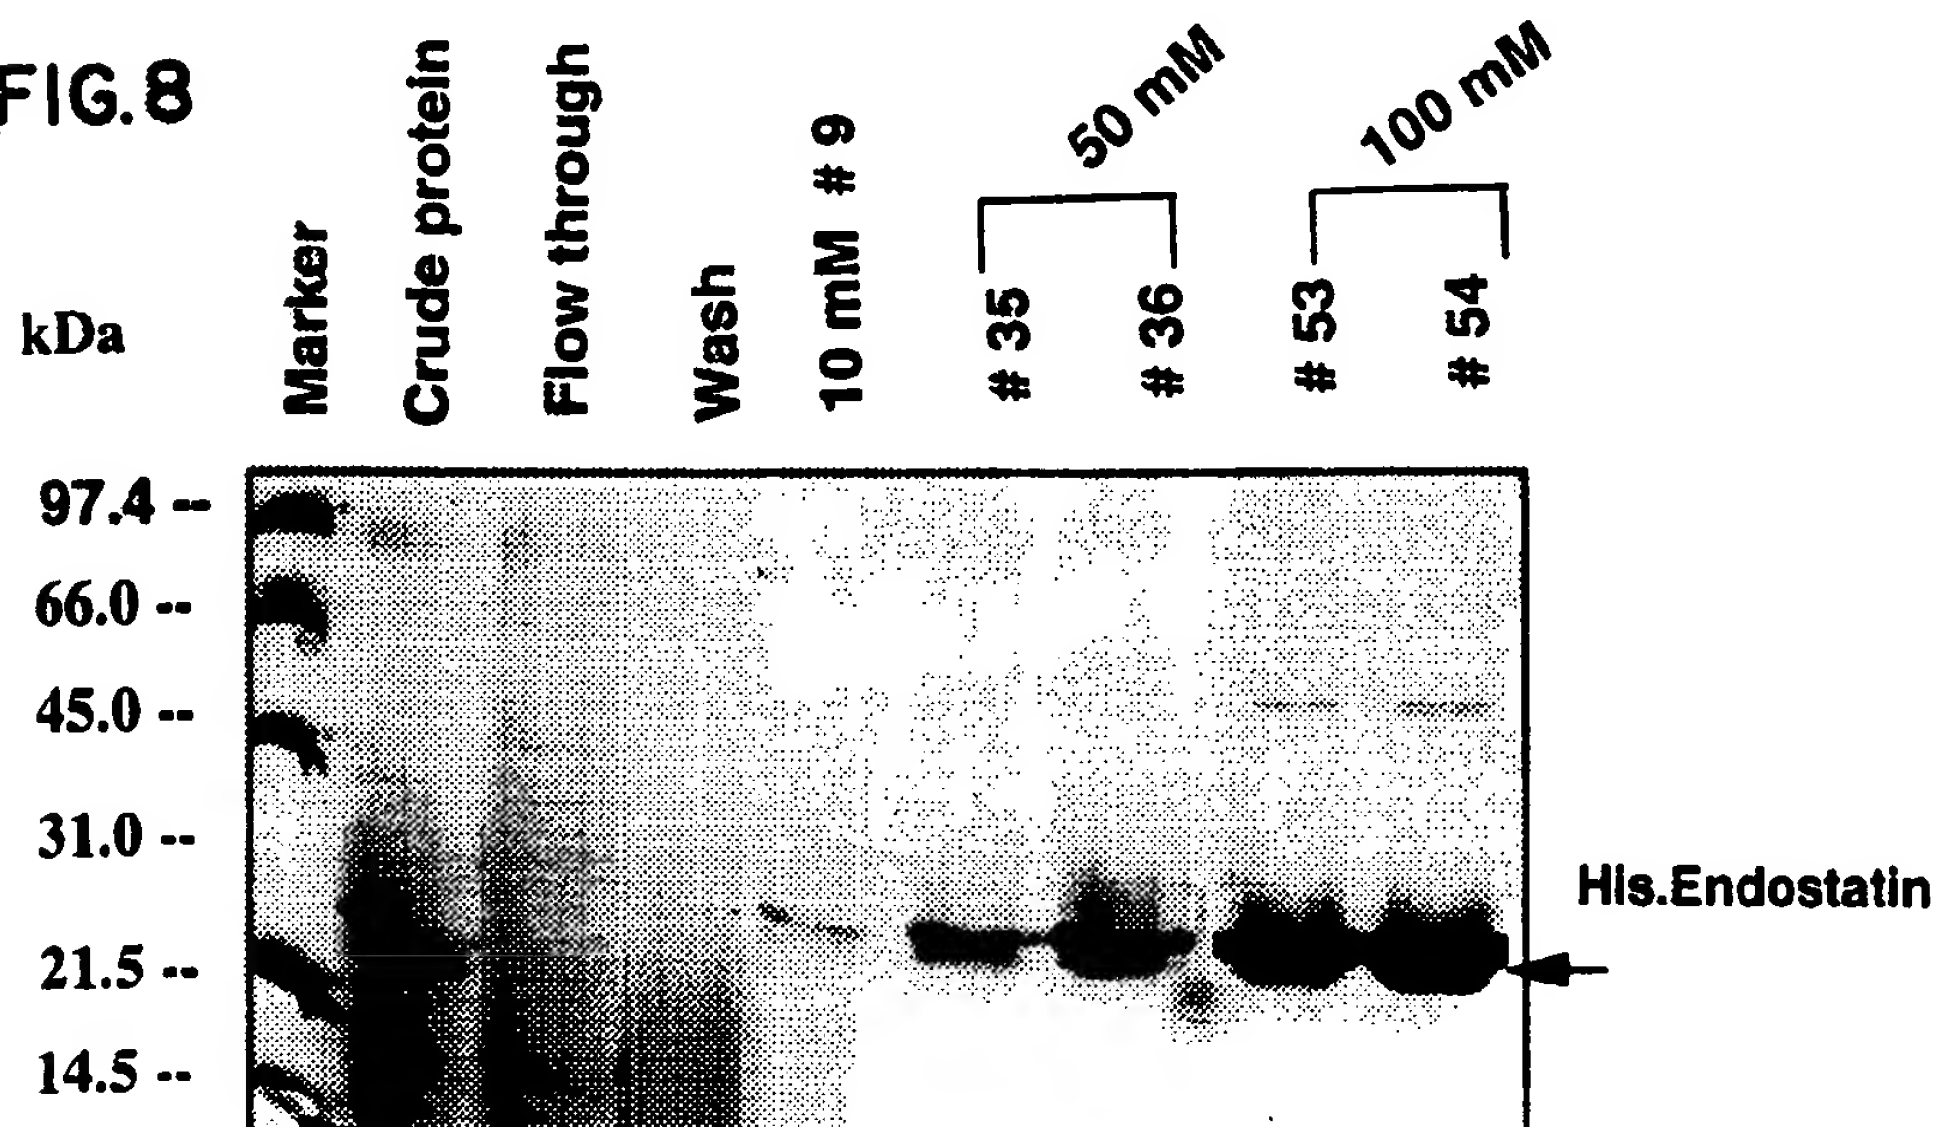 FIG. 8
kDa
Marker
Crude protein
Flow through
Wash
10 mM # 9
50 mM
# 35
# 36
100 mM
# 53
# 54
97.4 --
66.0 --
45.0 --
31.0 --
21.5 --
14.5 --
His.Endostatin